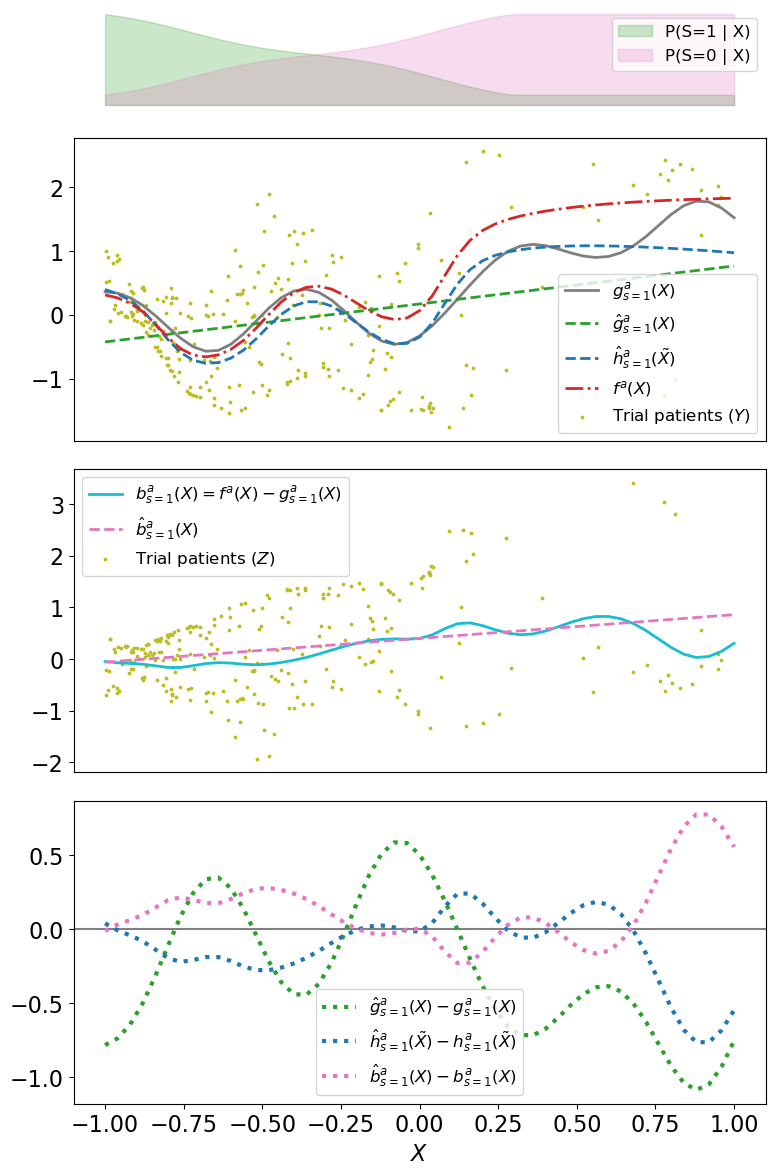 P(S=1 | X)
P(S=0 | X)
2
1
0
−1
g^a_{s=1}(X)
ĝ^a_{s=1}(X)
ĥ^a_{s=1}(X̃)
f^a(X)
Trial patients (Y)
3
2
1
0
−1
−2
b^a_{s=1}(X) = f^a(X) − g^a_{s=1}(X)
b̂^a_{s=1}(X)
Trial patients (Z)
0.5
0.0
−0.5
−1.0
ĝ^a_{s=1}(X) − g^a_{s=1}(X)
ĥ^a_{s=1}(X̃) − h^a_{s=1}(X̃)
b̂^a_{s=1}(X) − b^a_{s=1}(X)
−1.00 −0.75 −0.50 −0.25 0.00 0.25 0.50 0.75 1.00
X